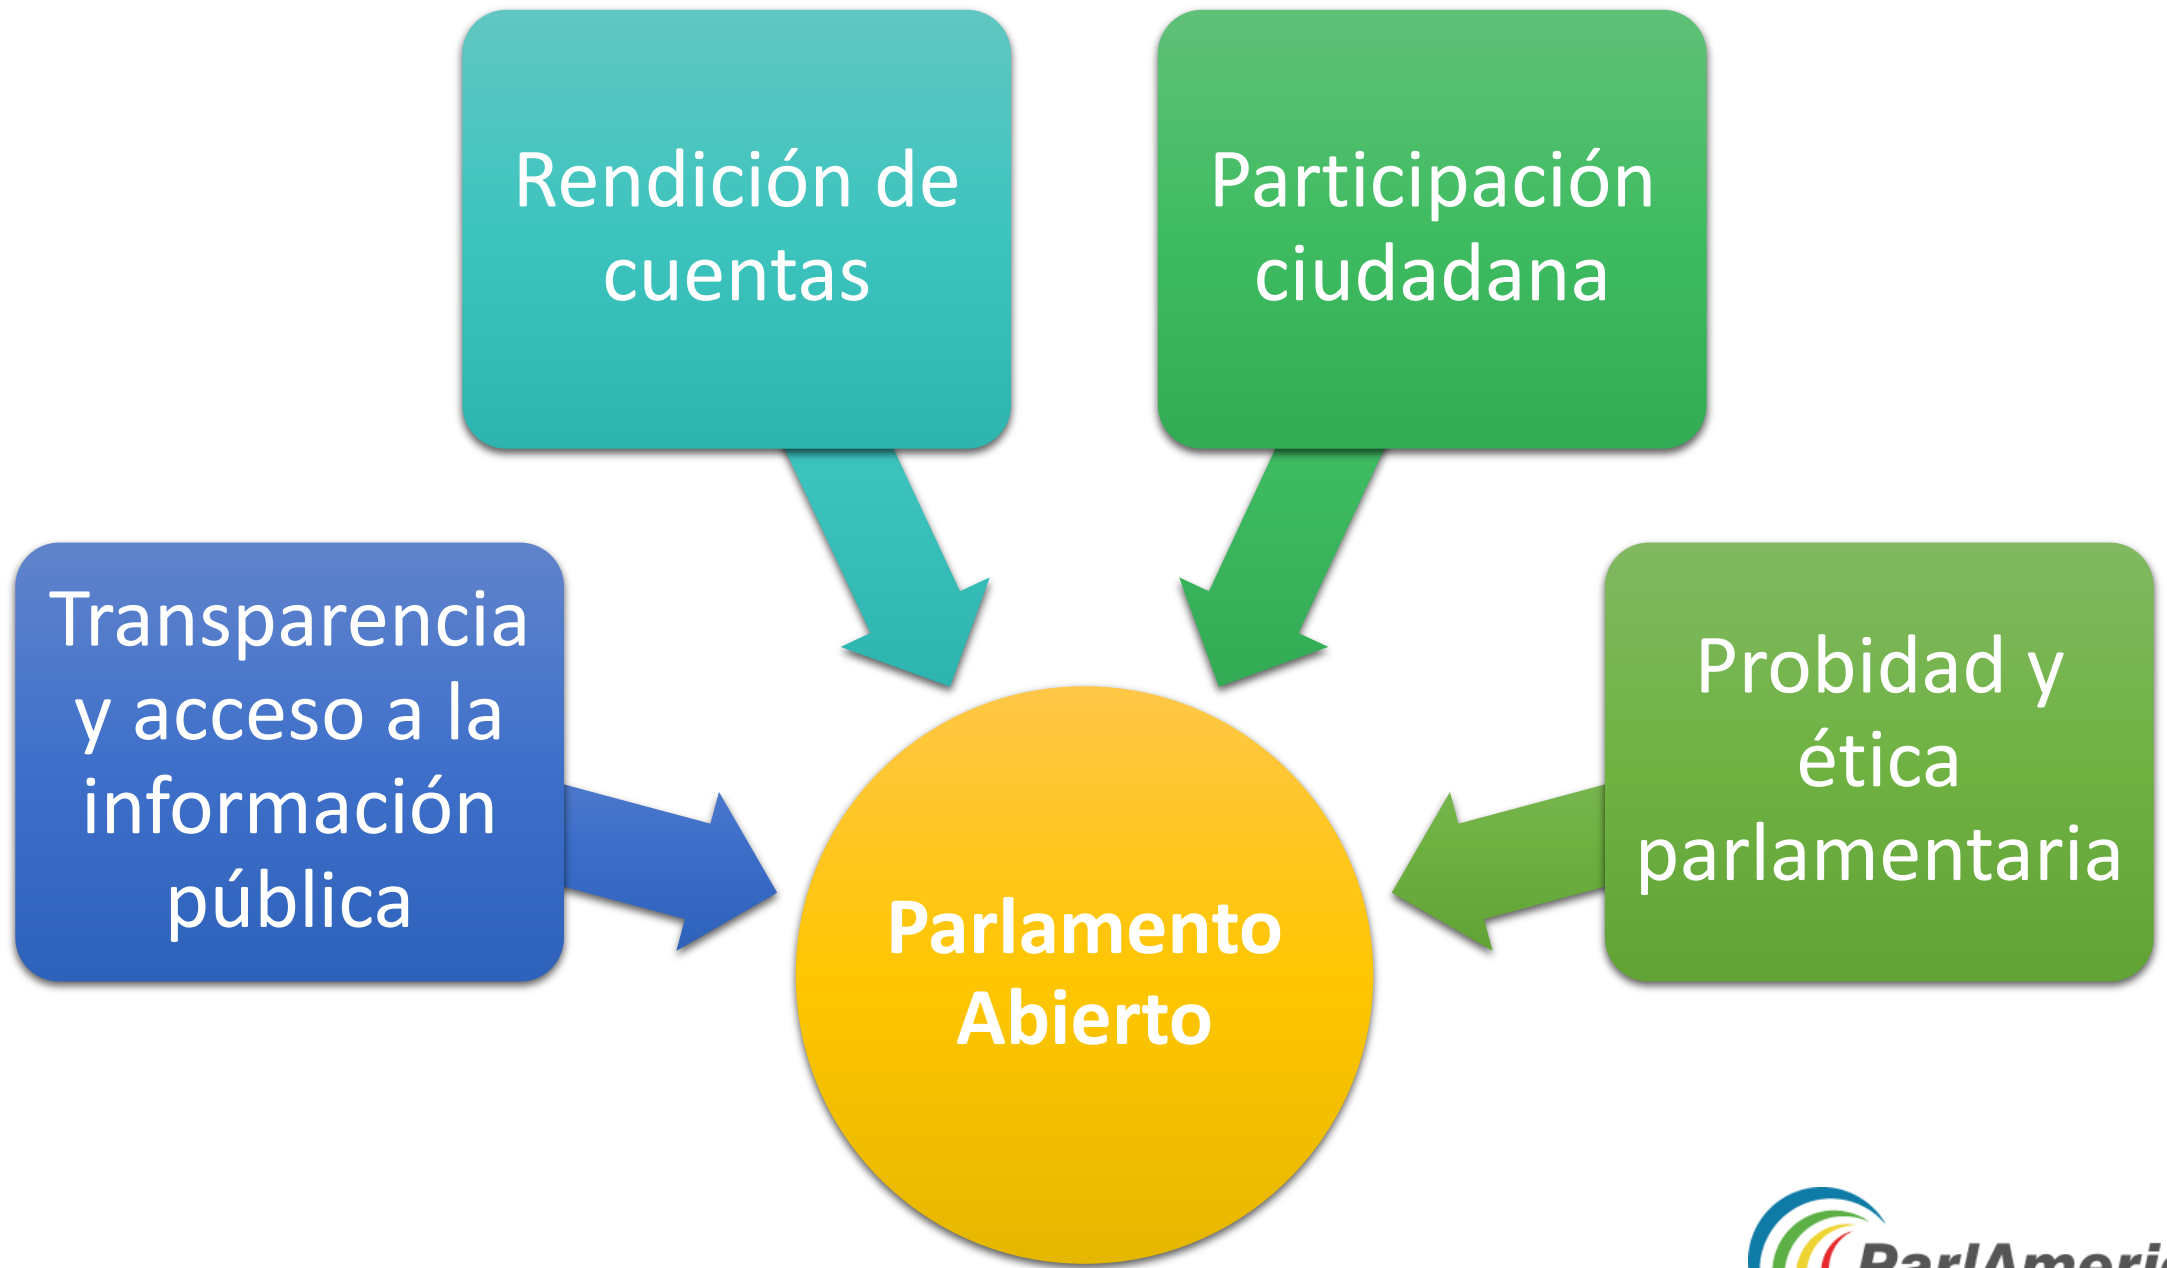 Rendición de
cuentas
Participación
ciudadana
Transparencia
y acceso a la
información
pública
Probidad y
ética
parlamentaria
Parlamento
Abierto